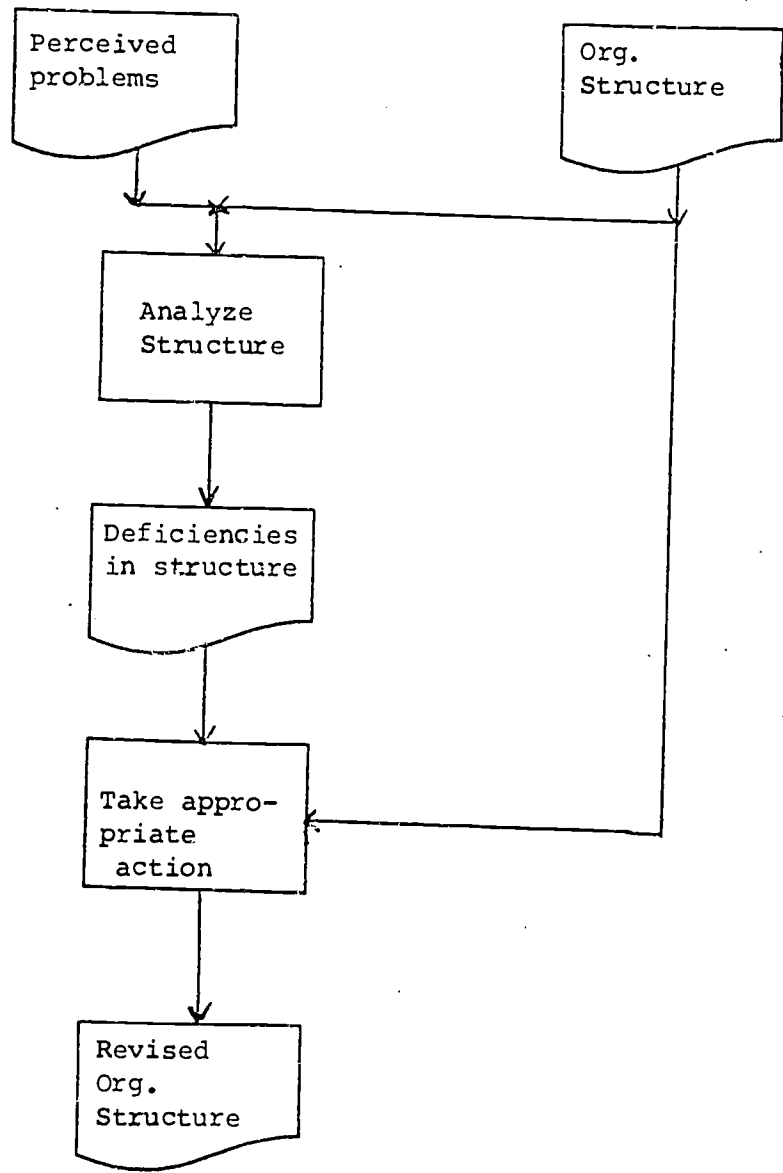 Perceived
problems
Org.
Structure
Analyze
Structure
Deficiencies
in structure
Take appro-
priate
action
Revised
Org.
Structure